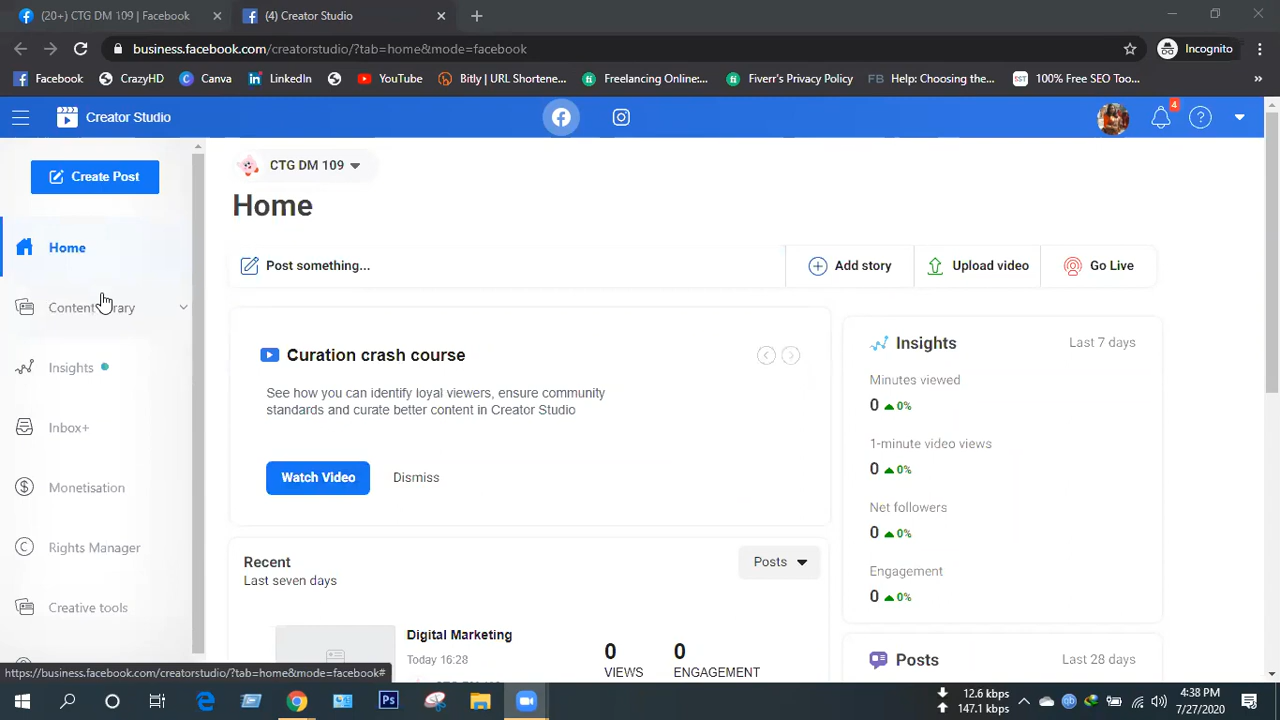 (20+) CTG DM 109 | Facebook
(4) Creator Studio
business.facebook.com/creatorstudio/?tab=home&mode=facebook
Incognito
Facebook
CrazyHD
Canva
LinkedIn
YouTube
Bitly | URL Shortene...
Freelancing Online:...
Fiverr's Privacy Policy
FB Help: Choosing the...
SST 100% Free SEO Too...
Creator Studio
4
CTG DM 109
Create Post
Home
Home
Post something...
Add story
Upload video
Go Live
Content
Insights
Inbox+
Monetisation
Rights Manager
Creative tools
Curation crash course
See how you can identify loyal viewers, ensure community
standards and curate better content in Creator Studio
Watch Video
Dismiss
Insights
Last 7 days
Minutes viewed
0 0%
1-minute video views
0 0%
Net followers
0 0%
Engagement
0 0%
Recent
Last seven days
Posts
Digital Marketing
Today 16:28
0
VIEWS
0
ENGAGEMENT
Posts
Last 28 days
https://business.facebook.com/creatorstudio/?tab=home&mode=facebook#
Ps
12.6 kbps
147.1 kbps
qb
4:38 PM
7/27/2020